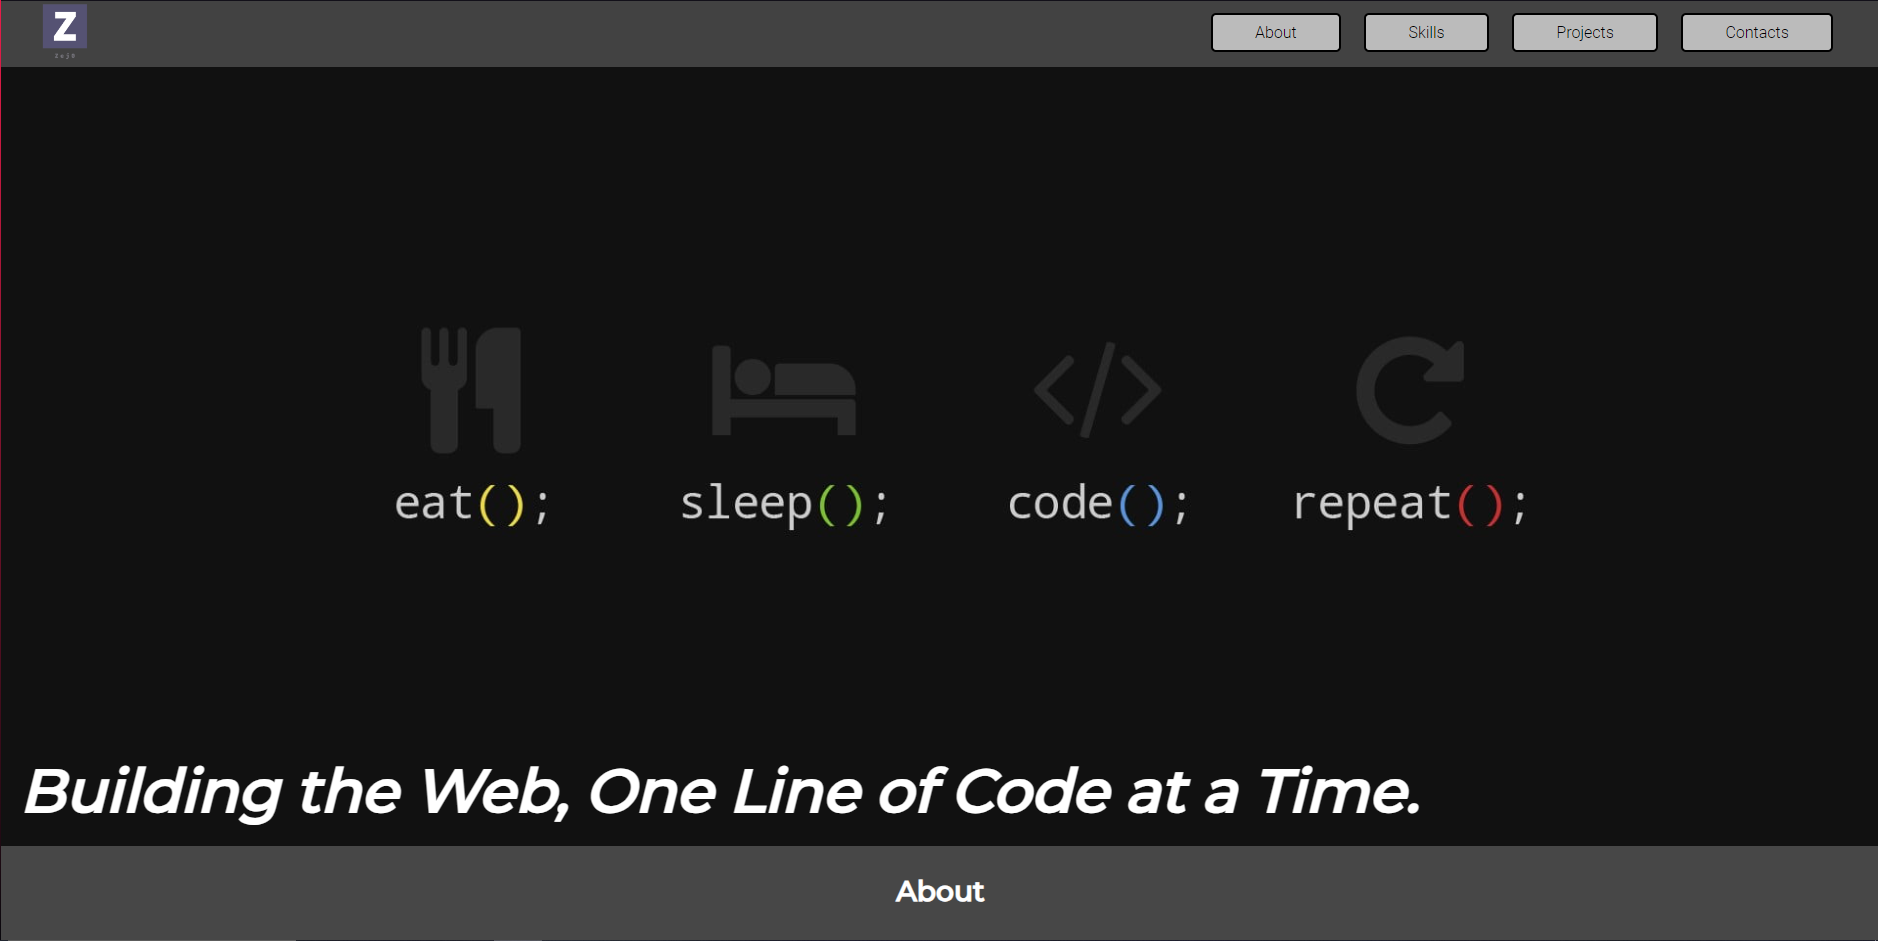 Z
About Skills Projects Contacts
eat(); sleep(); code(); repeat();
Building the Web, One Line of Code at a Time.
About